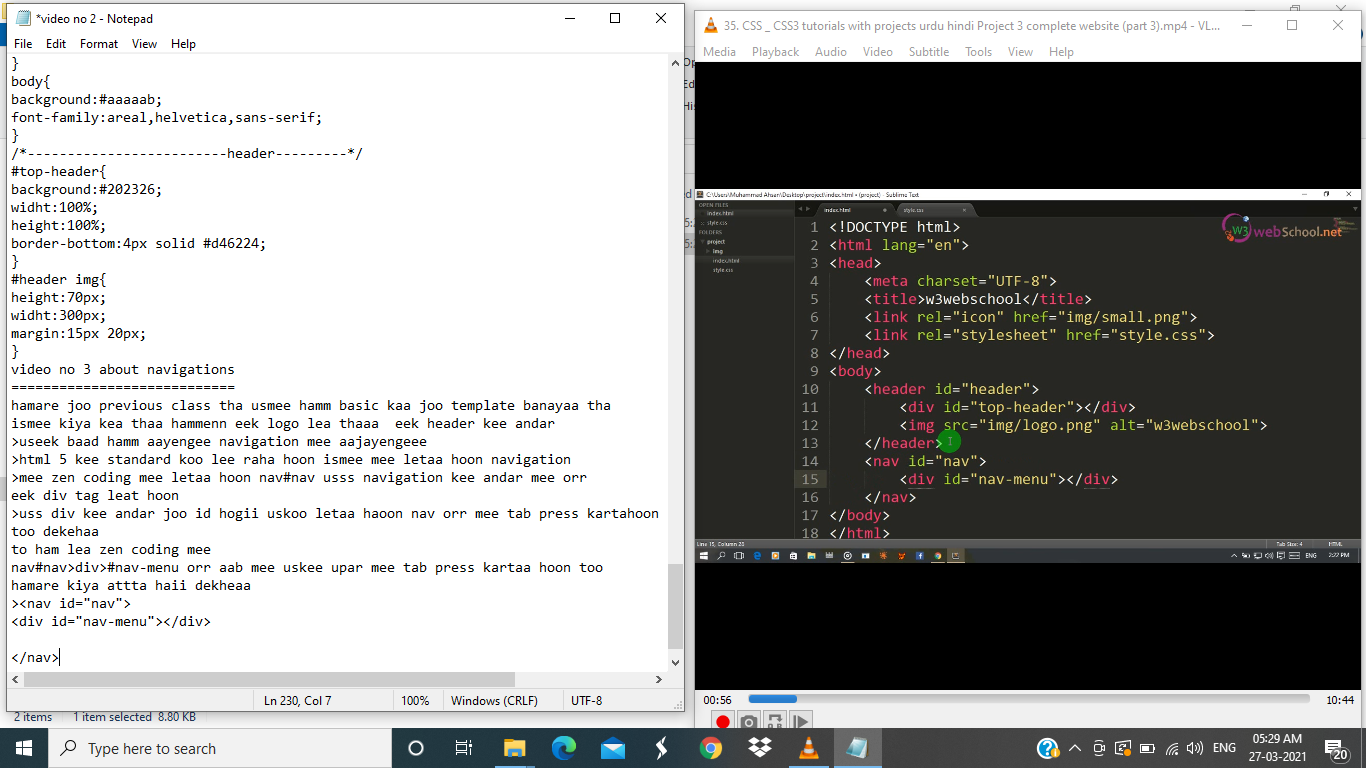 *video no 2 - Notepad
File Edit Format View Help
}
body{
background:#aaaaab;
font-family:areal,helvetica,sans-serif;
}
/*-------------------------header---------*/
#top-header{
background:#202326;
widht:100%;
height:100%;
border-bottom:4px solid #d46224;
}
#header img{
height:70px;
widht:300px;
margin:15px 20px;
}
video no 3 about navigations
============================
hamare joo previous class tha usmee hamm basic kaa joo template banayaa tha
ismee kiya kea thaa hammenn eek logo lea thaaa  eek header kee andar
>useek baad hamm aayengee navigation mee aajayengeee
>html 5 kee standard koo lee raha hoon ismee mee letaa hoon navigation
>mee zen coding mee letaa hoon nav#nav usss navigation kee andar mee orr
eek div tag leat hoon
>uss div kee andar joo id hogii uskoo letaa haoon nav orr mee tab press kartahoon
too dekehaa
to ham lea zen coding mee
nav#nav>div>#nav-menu orr aab mee uskee upar mee tab press kartaa hoon too
hamare kiya attta haii dekheaa
><nav id="nav">
<div id="nav-menu"></div>
</nav>
Ln 230, Col 7 100% Windows (CRLF) UTF-8
2 items 1 item selected 8.80 KB
35. CSS _ CSS3 tutorials with projects urdu hindi Project 3 complete website (part 3).mp4 - VL...
Media Playback Audio Video Subtitle Tools View Help
C:\Users\Muhammad Ahsan\Desktop\project\index.html • (project) - Sublime Text
OPEN FILES
index.html
style.css
FOLDERS
project
img
index.html
style.css
index.html style.css
W3 webSchool.net
1 <!DOCTYPE html>
2 <html lang="en">
3 <head>
4 <meta charset="UTF-8">
5 <title>w3webschool</title>
6 <link rel="icon" href="img/small.png">
7 <link rel="stylesheet" href="style.css">
8 </head>
9 <body>
10 <header id="header">
11 <div id="top-header"></div>
12 <img src="img/logo.png" alt="w3webschool">
13 </header>
14 <nav id="nav">
15 <div id="nav-menu"></div>
16 </nav>
17 </body>
18 </html>
Tab Size: 4 HTML
ENG 2:22 PM
00:56 10:44
Type here to search
ENG
05:29 AM
27-03-2021
20